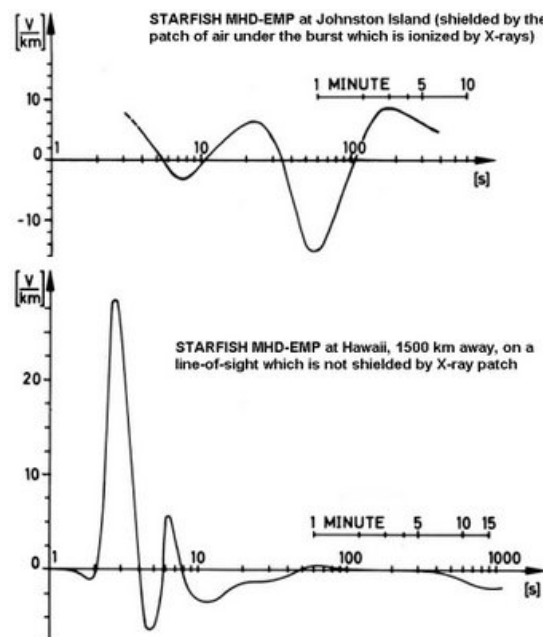 [V/km]
STARFISH MHD-EMP at Johnston Island (shielded by the
patch of air under the burst which is ionized by X-rays)
1 MINUTE 5 10
10
0
1 10 100
[s]
-10
[V/km]
STARFISH MHD-EMP at Hawaii, 1500 km away, on a
line-of-sight which is not shielded by X-ray patch
20
10
1 MINUTE 5 10 15
0
1 10 100 1000
[s]